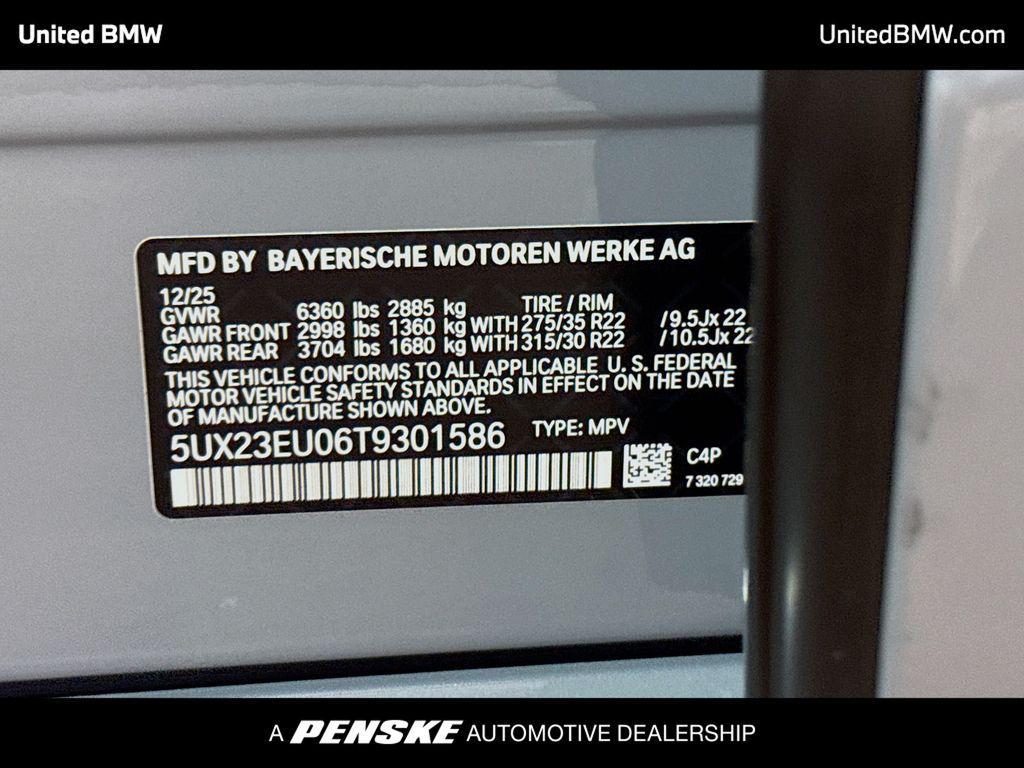 United BMW
UnitedBMW.com
MFD BY BAYERISCHE MOTOREN WERKE AG
12/25
GVWR 6360 lbs 2885 kg TIRE / RIM
GAWR FRONT 2998 lbs 1360 kg WITH 275/35 R22 /9.5Jx 22
GAWR REAR 3704 lbs 1680 kg WITH 315/30 R22 /10.5Jx 22
THIS VEHICLE CONFORMS TO ALL APPLICABLE U. S. FEDERAL
MOTOR VEHICLE SAFETY STANDARDS IN EFFECT ON THE DATE
OF MANUFACTURE SHOWN ABOVE.
5UX23EU06T9301586 TYPE: MPV
C4P
7 320 729
A PENSKE AUTOMOTIVE DEALERSHIP